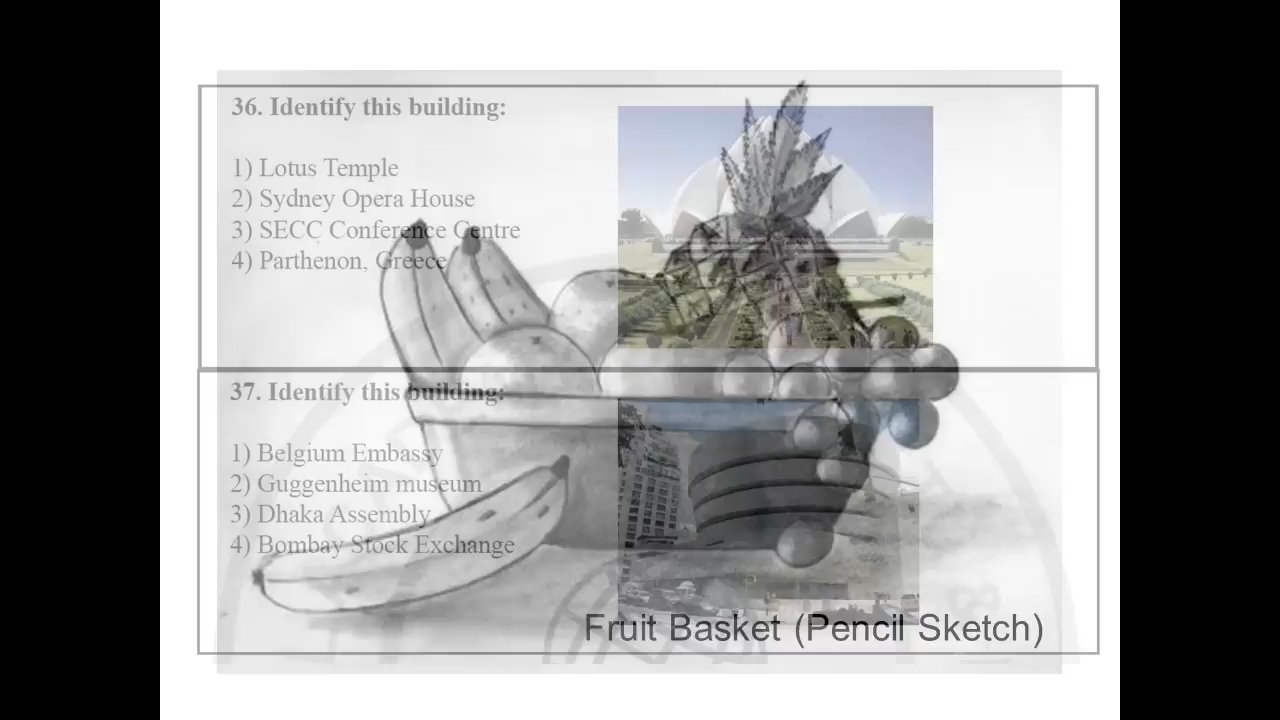 36. Identify this building:
1) Lotus Temple
2) Sydney Opera House
3) SECC Conference Centre
4) Parthenon, Greece
37. Identify this building:
1) Belgium Embassy
2) Guggenheim museum
3) Dhaka Assembly
4) Bombay Stock Exchange
Fruit Basket (Pencil Sketch)